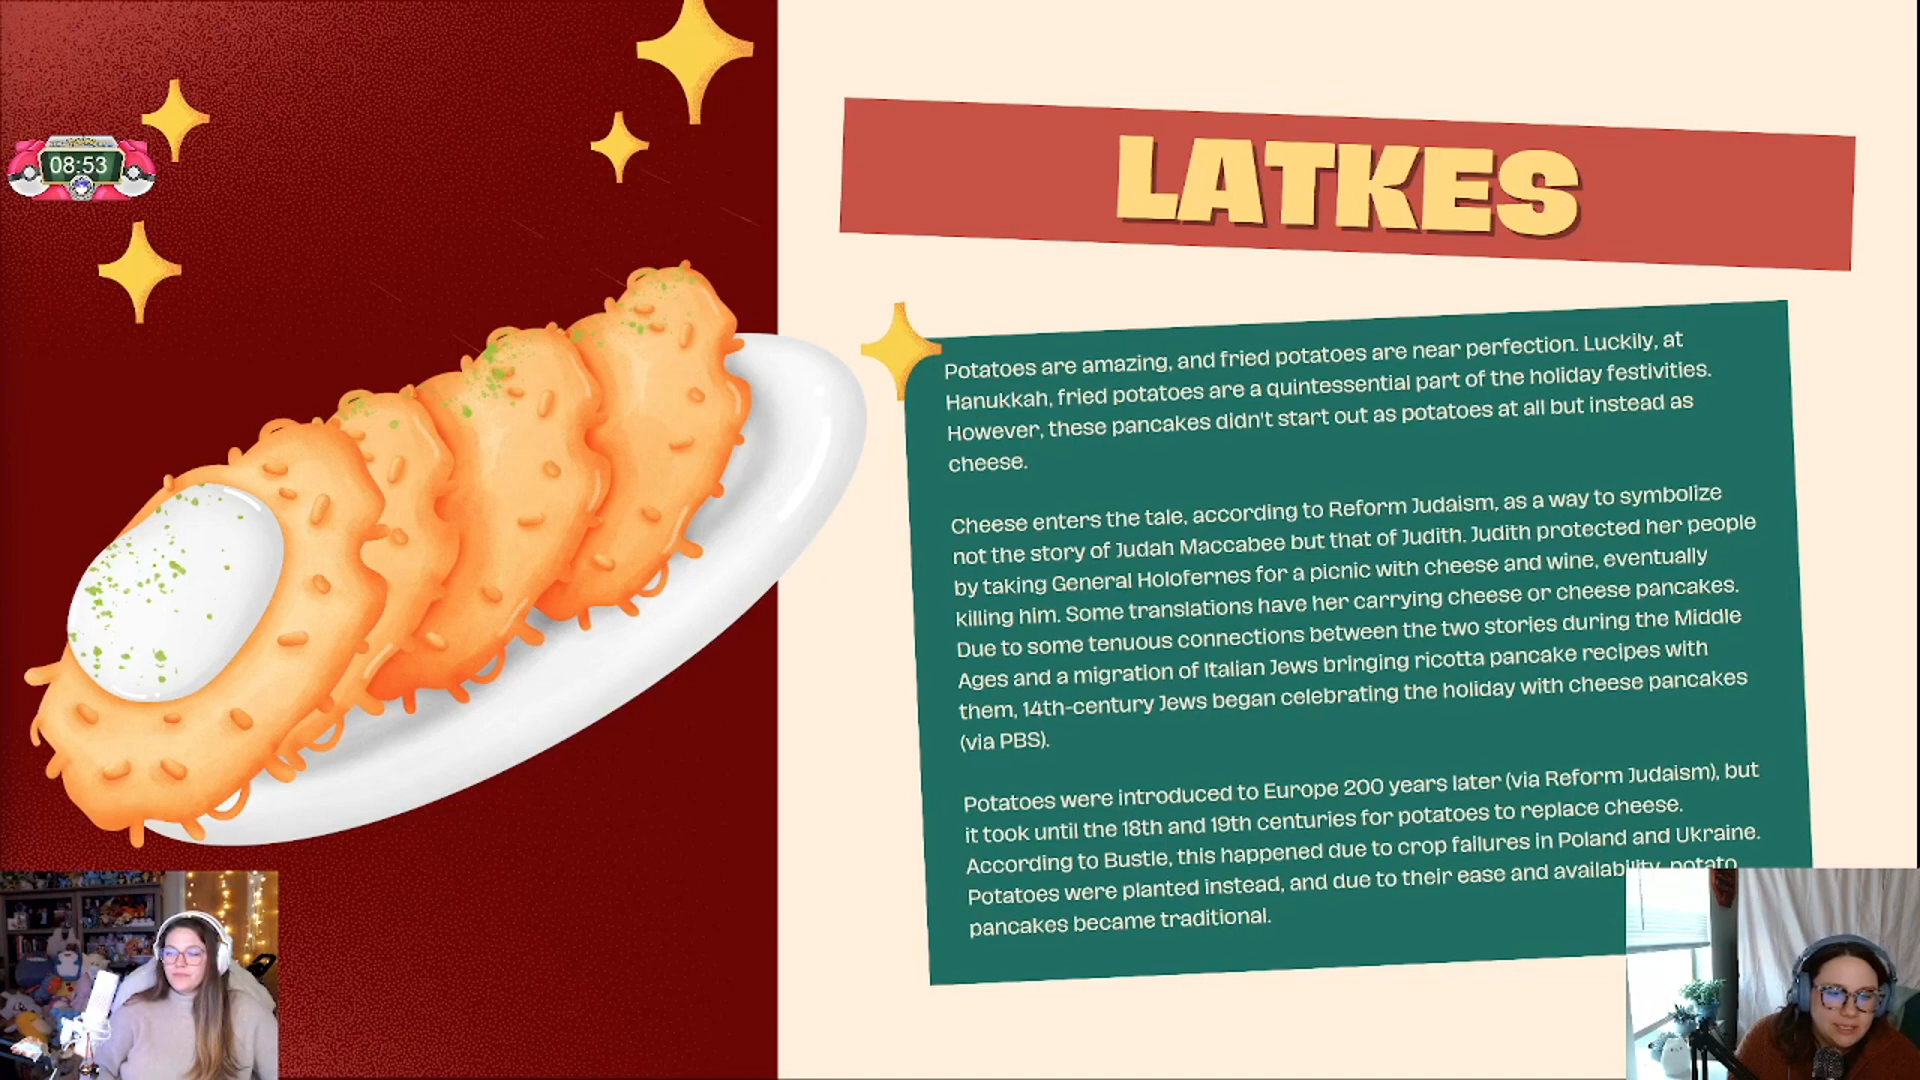 08:53
LATKES
Potatoes are amazing, and fried potatoes are near perfection. Luckily, at
Hanukkah, fried potatoes are a quintessential part of the holiday festivities.
However, these pancakes didn't start out as potatoes at all but instead as
cheese.
Cheese enters the tale, according to Reform Judaism, as a way to symbolize
not the story of Judah Maccabee but that of Judith. Judith protected her people
by taking General Holofernes for a picnic with cheese and wine, eventually
killing him. Some translations have her carrying cheese or cheese pancakes.
Due to some tenuous connections between the two stories during the Middle
Ages and a migration of Italian Jews bringing ricotta pancake recipes with
them, 14th-century Jews began celebrating the holiday with cheese pancakes
(via PBS).
Potatoes were introduced to Europe 200 years later (via Reform Judaism), but
it took until the 18th and 19th centuries for potatoes to replace cheese.
According to Bustle, this happened due to crop failures in Poland and Ukraine.
Potatoes were planted instead, and due to their ease and availability, potato
pancakes became traditional.